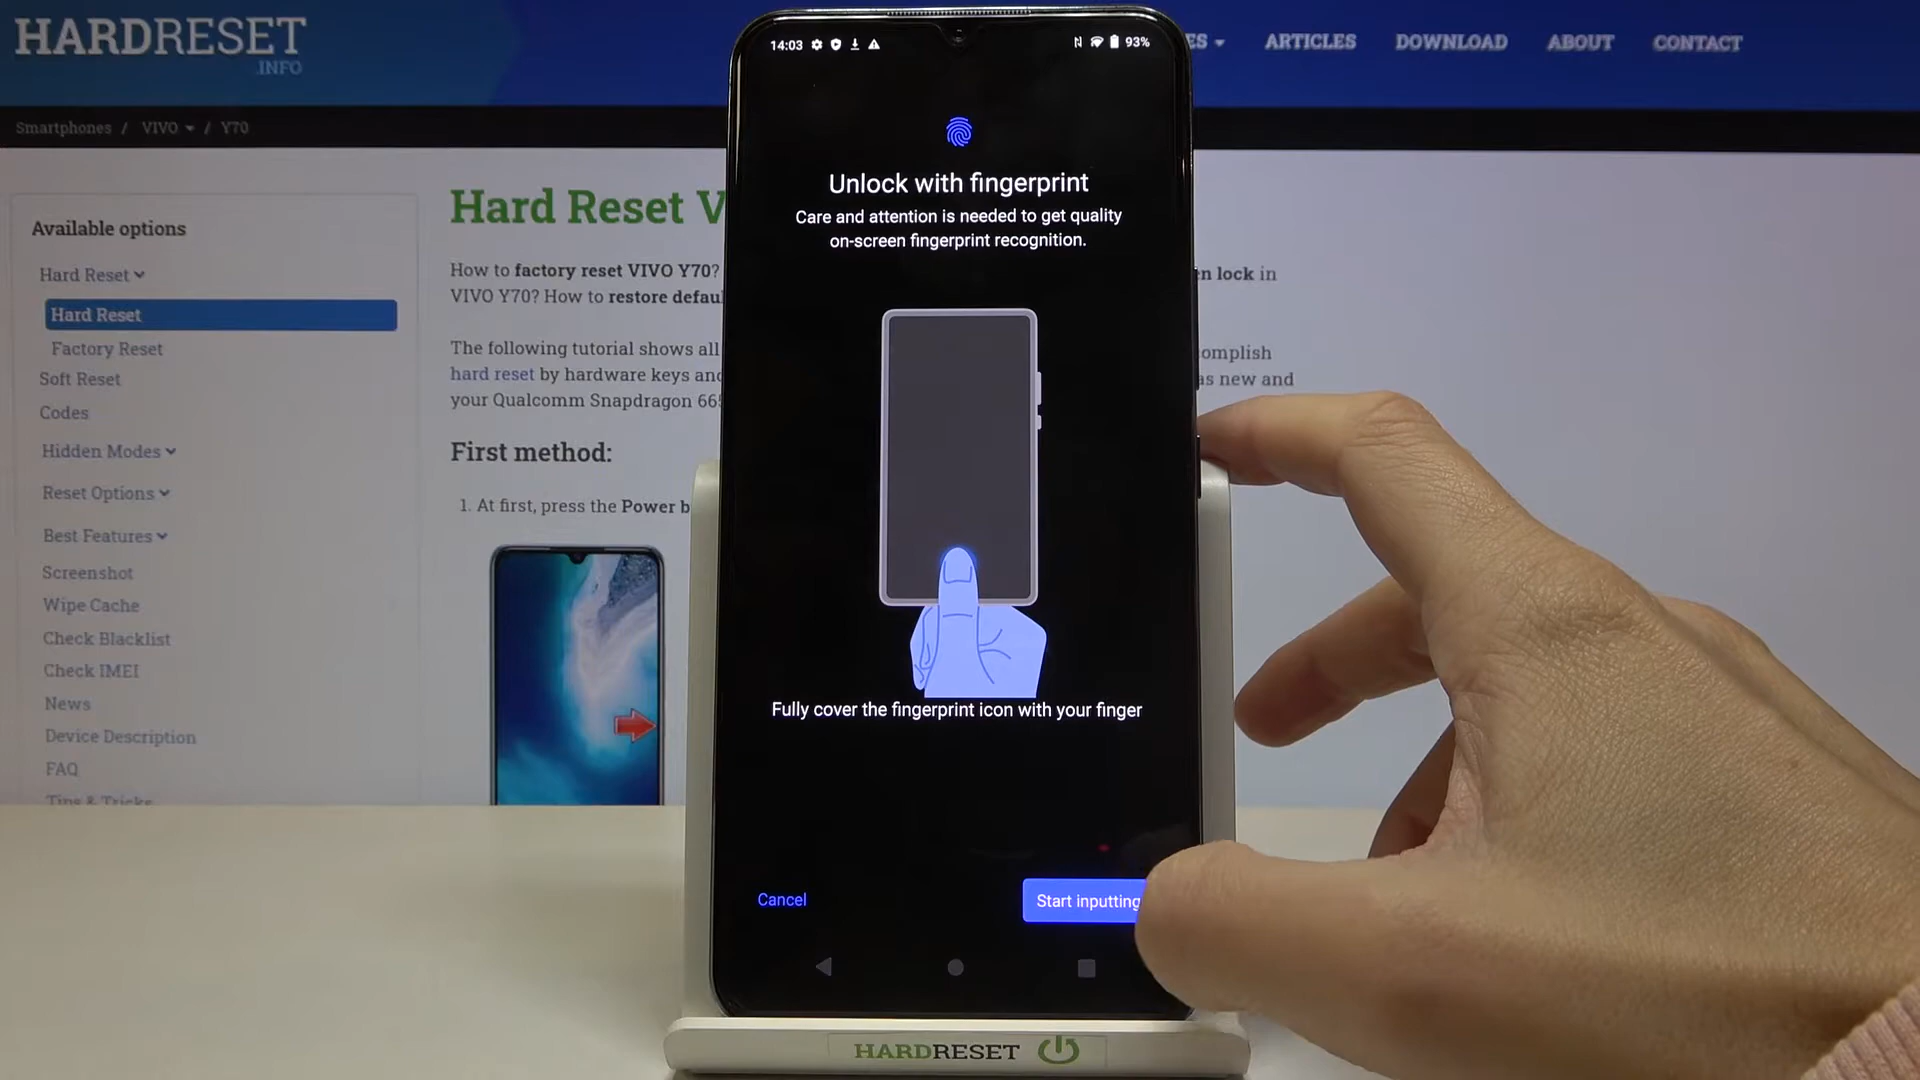 HARDRESET
.INFO
ES
ARTICLES
DOWNLOAD
ABOUT
CONTACT
Smartphones / VIVO / Y70
Available options
Hard Reset
Hard Reset
Factory Reset
Soft Reset
Codes
Hidden Modes
Reset Options
Best Features
Screenshot
Wipe Cache
Check Blacklist
Check IMEI
News
Device Description
FAQ
Tips & Tricks
Hard Reset V
How to factory reset VIVO Y70?
n lock in
VIVO Y70? How to restore defau
The following tutorial shows all
omplish
hard reset by hardware keys and
as new and
your Qualcomm Snapdragon 665
First method:
1. At first, press the Power b
14:03
93%
Unlock with fingerprint
Care and attention is needed to get quality
on-screen fingerprint recognition.
Fully cover the fingerprint icon with your finger
Cancel
Start inputting
HARDRESET